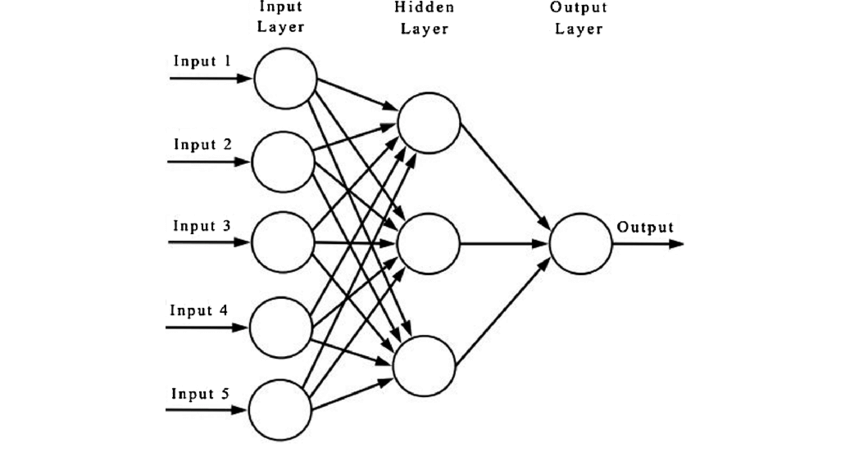 Input
Layer
Hidden
Layer
Output
Layer
Input 1
Input 2
Input 3
Input 4
Input 5
Output